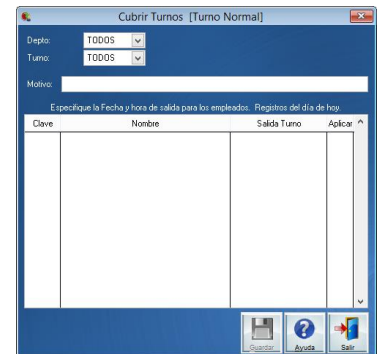 Cubrir Turnos [Turno Normal]
Depto: TODOS
Turno: TODOS
Motivo:
Especifique la Fecha y hora de salida para los empleados. Registros del día de hoy.
Clave Nombre Salida Turno Aplicar
Guardar Ayuda Salir